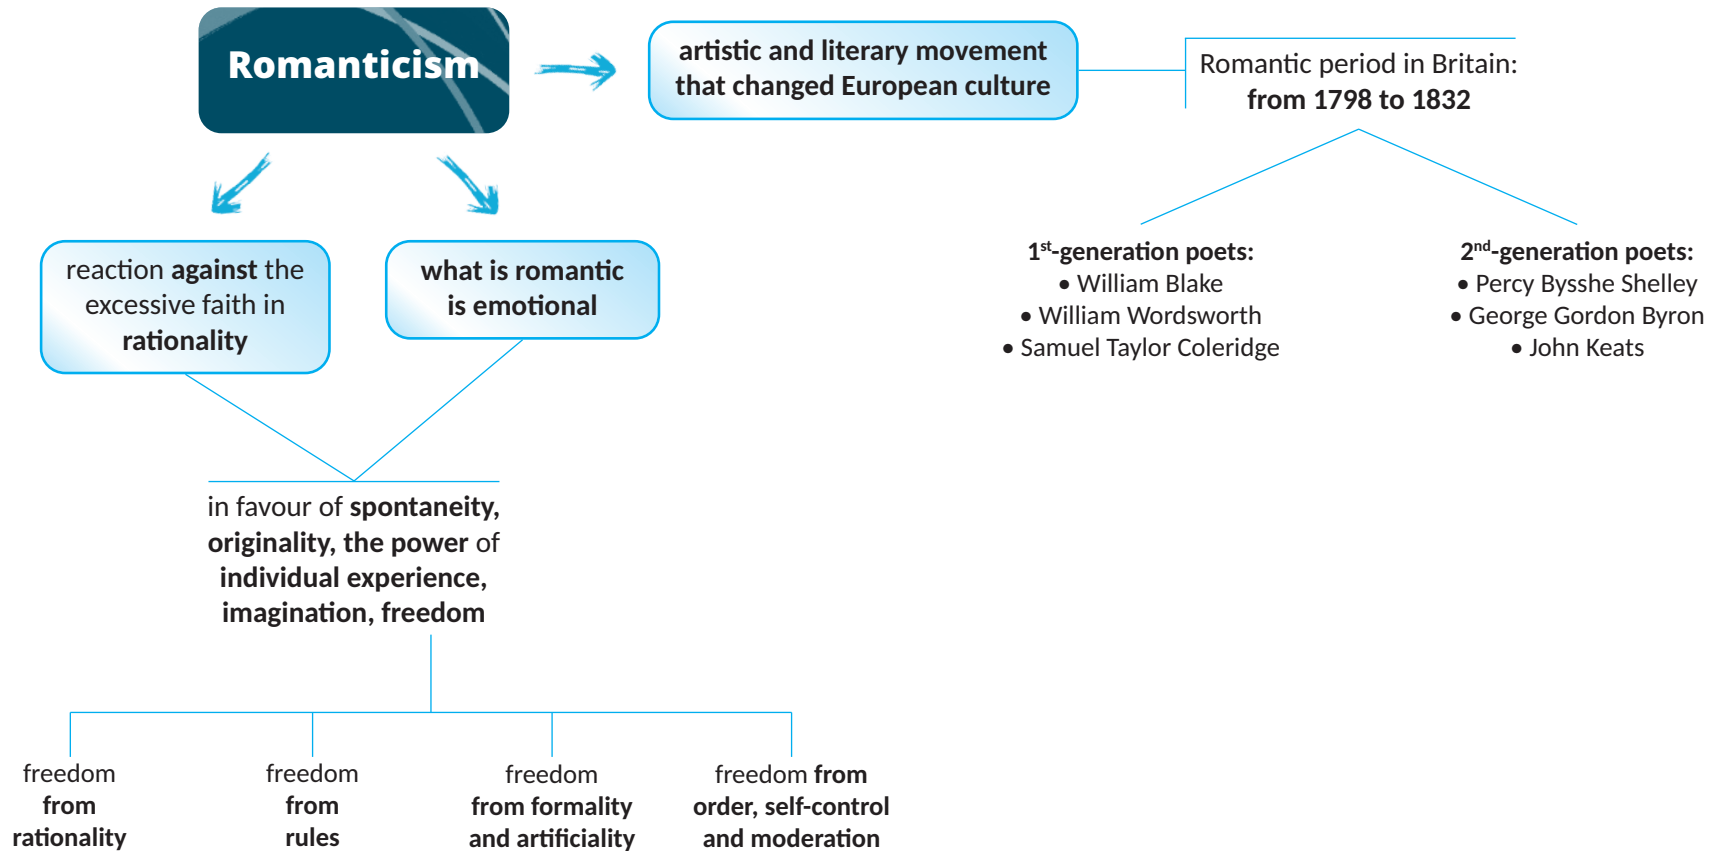 Romanticism
artistic and literary movement
that changed European culture
Romantic period in Britain:
from 1798 to 1832
1st-generation poets:
• William Blake
• William Wordsworth
• Samuel Taylor Coleridge
2nd-generation poets:
• Percy Bysshe Shelley
• George Gordon Byron
• John Keats
reaction against the
excessive faith in
rationality
what is romantic
is emotional
in favour of spontaneity,
originality, the power of
individual experience,
imagination, freedom
freedom
from
rationality
freedom
from
rules
freedom
from formality
and artificiality
freedom from
order, self-control
and moderation